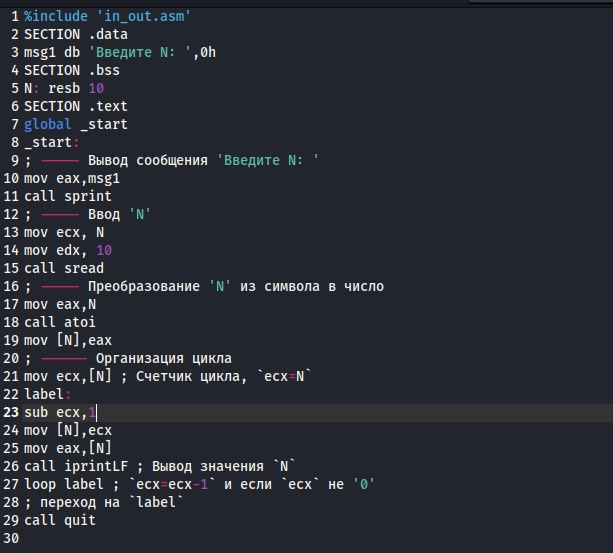 1 %include 'in_out.asm'
2 SECTION .data
3 msg1 db 'Введите N: ',0h
4 SECTION .bss
5 N: resb 10
6 SECTION .text
7 global _start
8 _start:
9 ; ----- Вывод сообщения 'Введите N: '
10 mov eax,msg1
11 call sprint
12 ; ----- Ввод 'N'
13 mov ecx, N
14 mov edx, 10
15 call sread
16 ; ----- Преобразование 'N' из символа в число
17 mov eax,N
18 call atoi
19 mov [N],eax
20 ; ------ Организация цикла
21 mov ecx,[N] ; Счетчик цикла, `ecx=N`
22 label:
23 sub ecx,1
24 mov [N],ecx
25 mov eax,[N]
26 call iprintLF ; Вывод значения `N`
27 loop label ; `ecx=ecx-1` и если `ecx` не '0'
28 ; переход на `label`
29 call quit
30